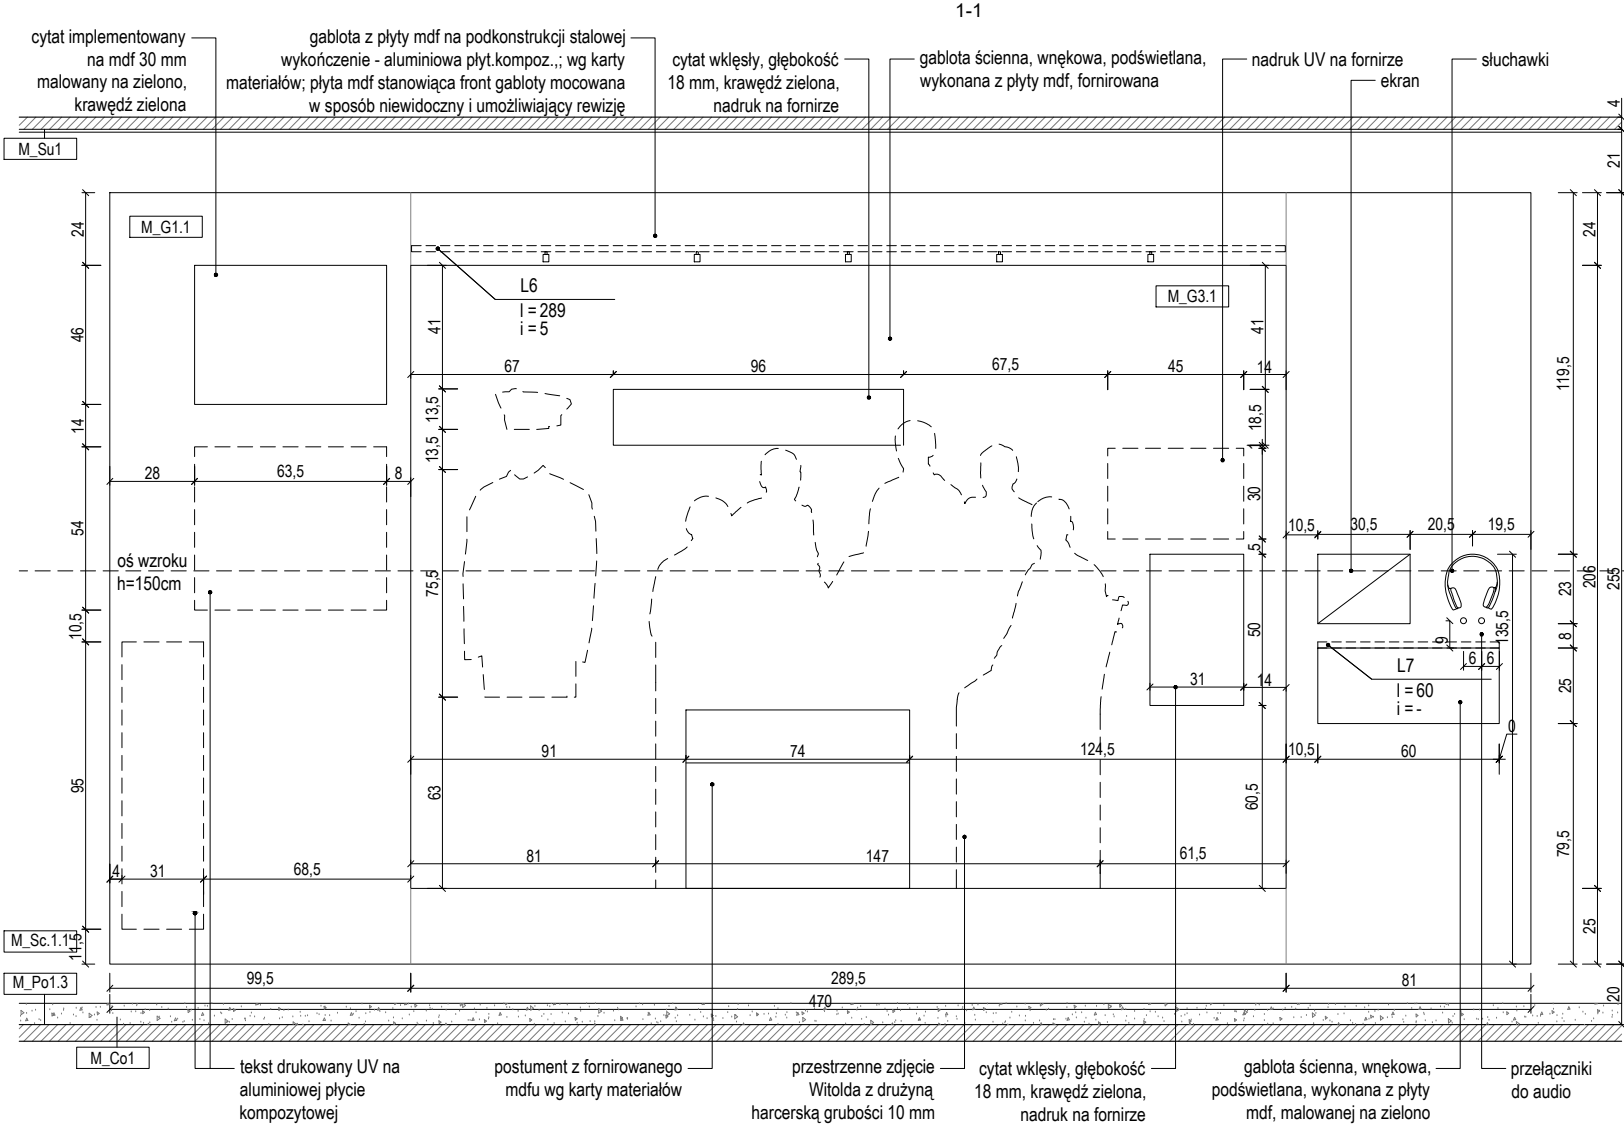 1-1
cytat implementowany
na mdf 30 mm
malowany na zielono,
krawędź zielona
gablota z płyty mdf na podkonstrukcji stalowej
wykończenie - aluminiowa płyt.kompoz.,; wg karty
materiałów; płyta mdf stanowiąca front gabloty mocowana
w sposób niewidoczny i umożliwiający rewizję
cytat wklęsły, głębokość
18 mm, krawędź zielona,
nadruk na fornirze
gablota ścienna, wnękowa, podświetlana,
wykonana z płyty mdf, fornirowana
nadruk UV na fornirze
ekran
słuchawki
4
M_Su1
21
M_G1.1
24
24
L6
l = 289
i = 5
M_G3.1
46
41
41
119,5
67
96
67,5
45
14
14
13,5
18,5
13,5
1
28
63,5
8
30
54
10,5
30,5
20,5
19,5
5
oś wzroku
h=150cm
75,5
23
206
255
10,5
50
9
135,5
8
6
6
L7
l = 60
i = -
31
14
25
0
91
74
124,5
10,5
60
95
63
60,5
79,5
81
147
61,5
4
31
68,5
M_Sc.1.1
11,5
25
M_Po1.3
99,5
289,5
81
470
20
M_Co1
tekst drukowany UV na
aluminiowej płycie
kompozytowej
postument z fornirowanego
mdfu wg karty materiałów
przestrzenne zdjęcie
Witolda z drużyną
harcerską grubości 10 mm
cytat wklęsły, głębokość
18 mm, krawędź zielona,
nadruk na fornirze
gablota ścienna, wnękowa,
podświetlana, wykonana z płyty
mdf, malowanej na zielono
przełączniki
do audio